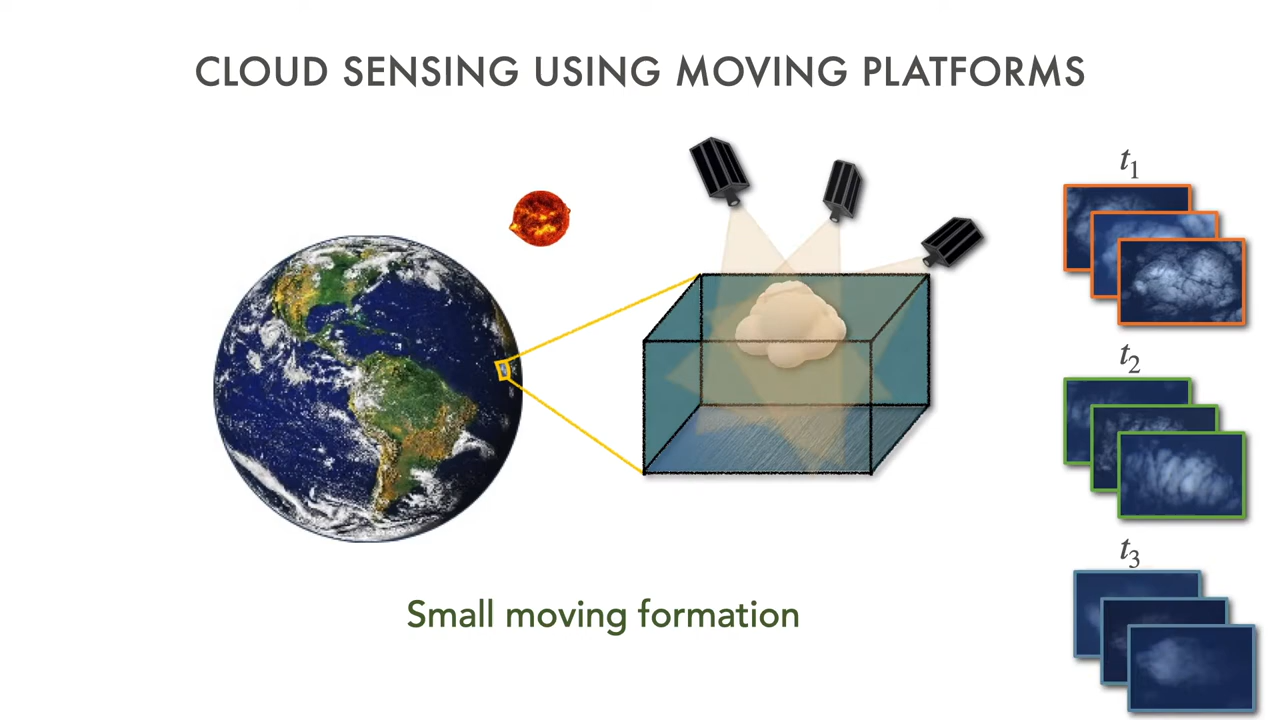 CLOUD SENSING USING MOVING PLATFORMS
t₁
t₂
t₃
Small moving formation